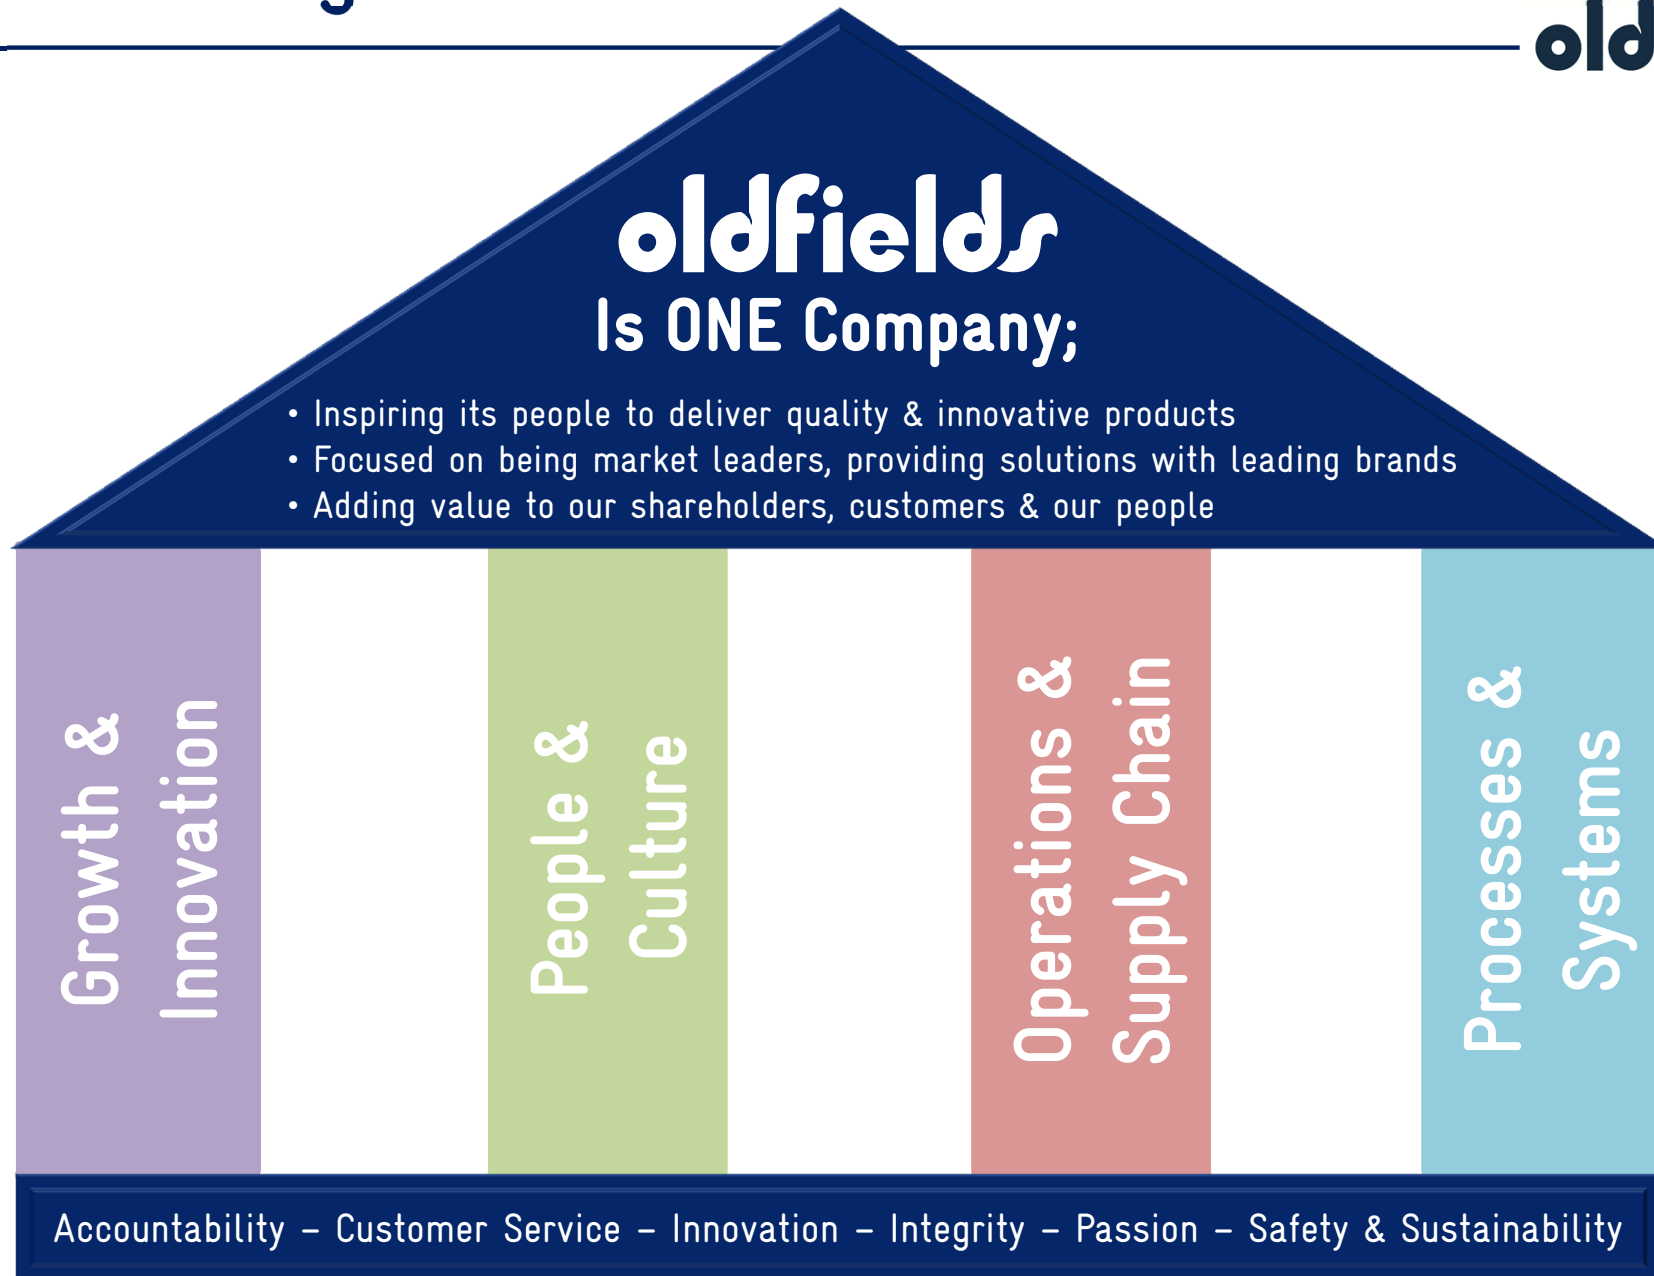 old
oldfields
Is ONE Company;
• Inspiring its people to deliver quality & innovative products
• Focused on being market leaders, providing solutions with leading brands
• Adding value to our shareholders, customers & our people
Growth &
Innovation
People &
Culture
Operations &
Supply Chain
Processes &
Systems
Accountability – Customer Service – Innovation – Integrity – Passion – Safety & Sustainability